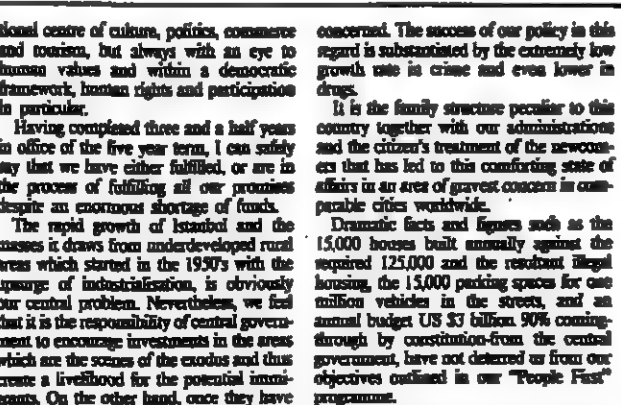 tional centre of culture, politics, commerce
and tourism, but always with an eye to
human values and within a democratic
framework, human rights and participation
in particular.
Having completed three and a half years
in office of the five year term, I can safely
say that we have either fulfilled, or are in
the process of fulfilling all our promises
despite an enormous shortage of funds.
The rapid growth of Istanbul and the
masses it draws from underdeveloped rural
areas which started in the 1950's with the
upsurge of industrialisation, is obviously
our central problem. Nevertheless, we feel
that it is the responsibility of central govern-
ment to encourage investments in the areas
which are the scenes of the exodus and thus
create a livelihood for the potential immi-
grants. On the other hand, once they have
concerned. The success of our policy in this
regard is substantiated by the extremely low
growth rate in crime and even lower in
drugs.
It is the family structure peculiar to this
country together with our administrations
and the citizen's treatment of the newcom-
ers that has led to this comforting state of
affairs in an area of gravest concern in com-
parable cities worldwide.
Dramatic facts and figures such as the
15,000 houses built annually against the
required 125,000 and the resultant illegal
housing, the 15,000 parking spaces for one
million vehicles in the streets, and an
annual budget US $3 billion 90% coming-
through by constitution-from the central
government, have not deterred us from our
objectives outlined in our "People First"
programme.